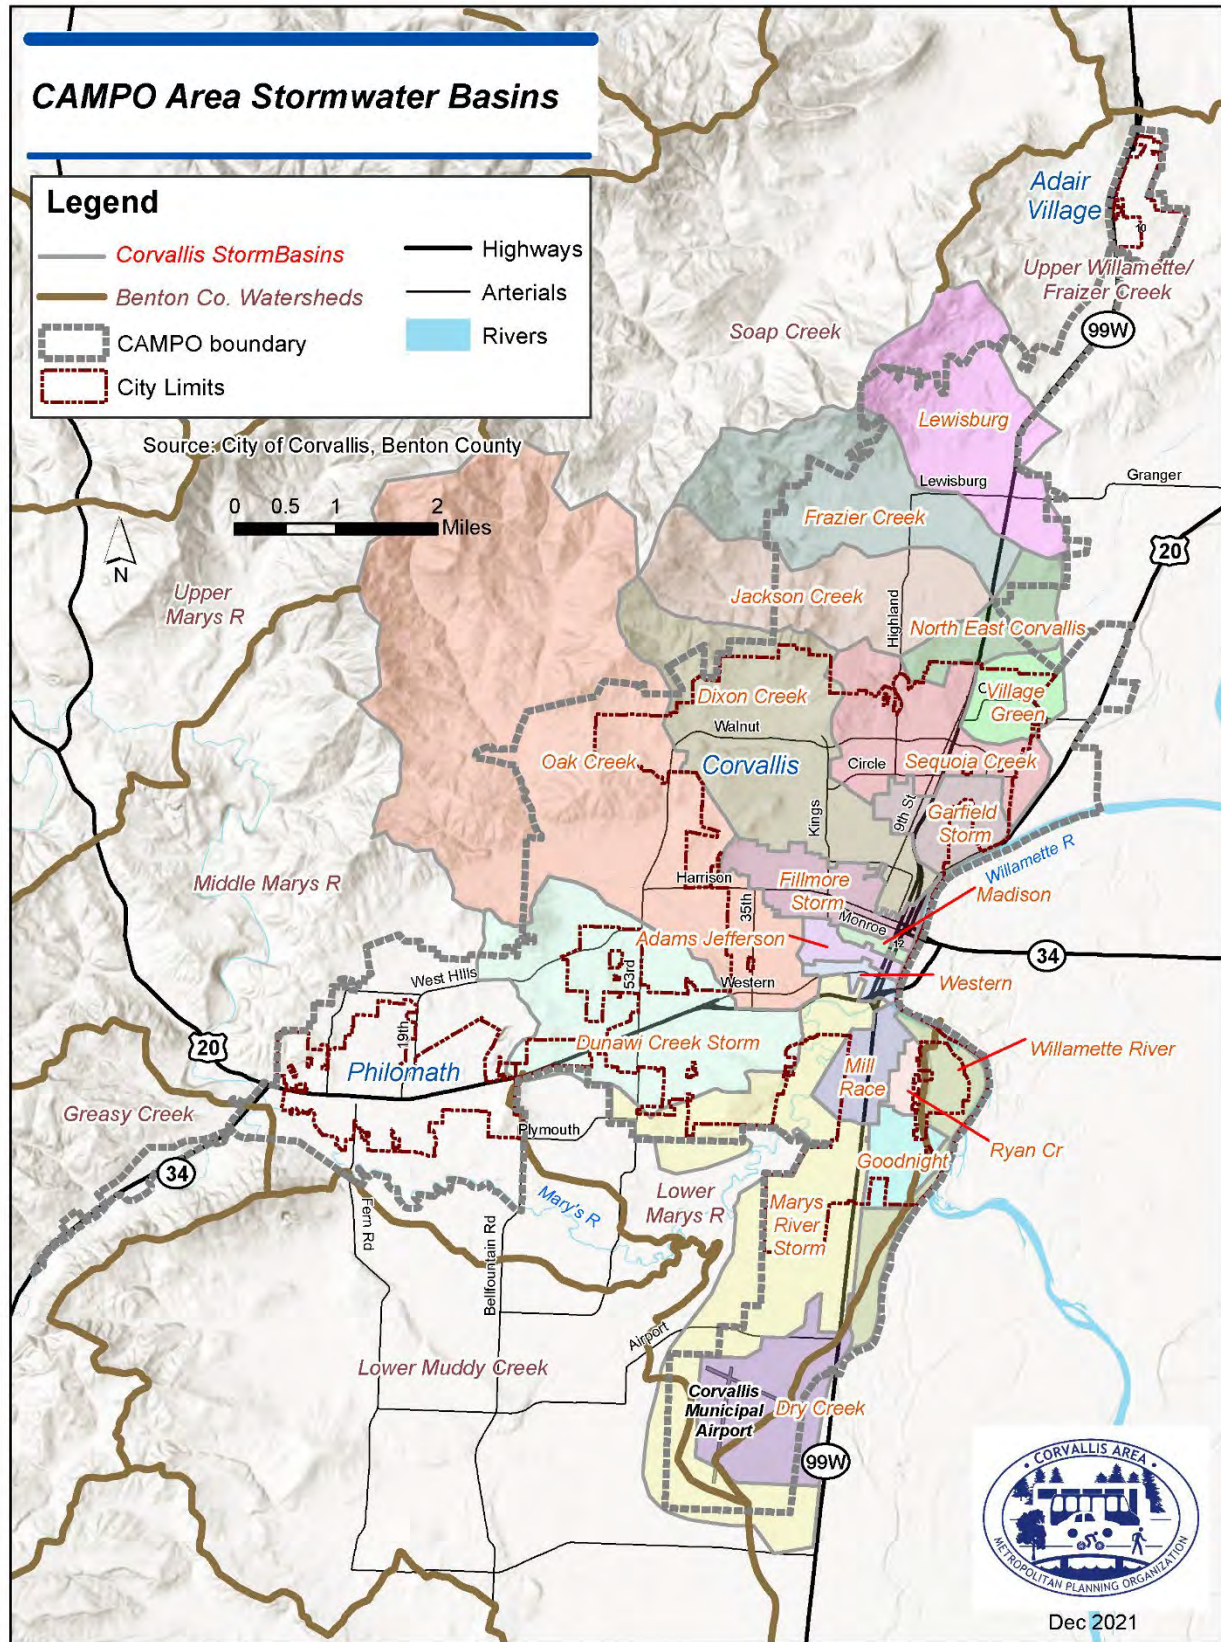 CAMPO Area Stormwater Basins
Legend
Corvallis StormBasins
Benton Co. Watersheds
CAMPO boundary
City Limits
Highways
Arterials
Rivers
Source: City of Corvallis, Benton County
0 0.5 1 2
Miles
N
Adair
Village
10
Upper Willamette/
Fraizer Creek
99W
Soap Creek
Lewisburg
Lewisburg
Granger
Frazier Creek
20
Upper
Marys R
Jackson Creek
Highland
North East Corvallis
Dixon Creek
Village
Green
C
Walnut
Oak Creek
Corvallis
Circle
Sequoia Creek
Kings
9th St
Garfield
Storm
Willamette R
Middle Marys R
Harrison
35th
Fillmore
Storm
Madison
Monroe
12
Adams Jefferson
34
West Hills
53rd
Western
Western
20
19th
Philomath
Dunawi Creek Storm
Mill
Race
Willamette River
Greasy Creek
Plymouth
Ryan Cr
Goodnight
34
Fern Rd
Bellfountain Rd
Mary's R
Lower
Marys R
Marys
River
Storm
Airport
Lower Muddy Creek
Corvallis
Municipal
Airport
Dry Creek
99W
CORVALLIS AREA
METROPOLITAN PLANNING ORGANIZATION
Dec 2021